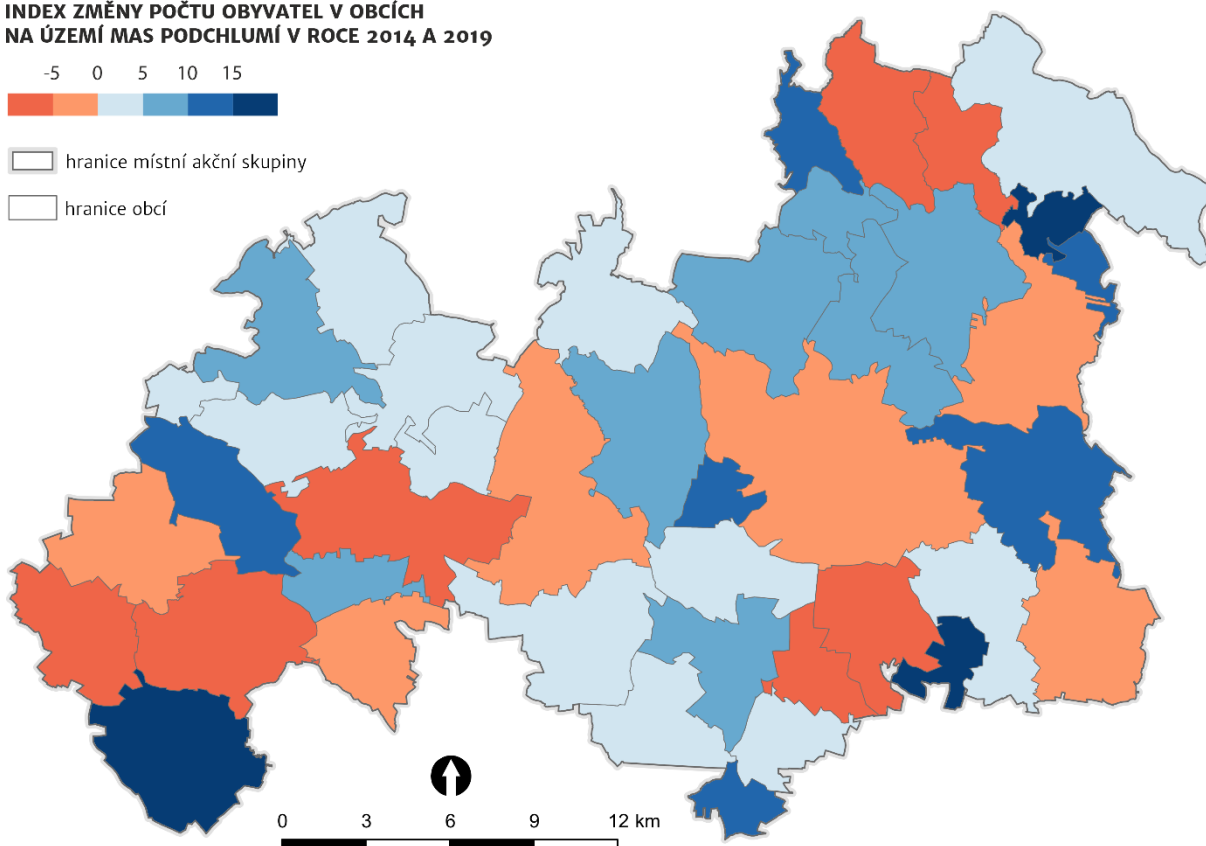 INDEX ZMĚNY POČTU OBYVATEL V OBCÍCH
NA ÚZEMÍ MAS PODCHLUMÍ V ROCE 2014 A 2019
-5 0 5 10 15
hranice místní akční skupiny
hranice obcí
0 3 6 9 12 km